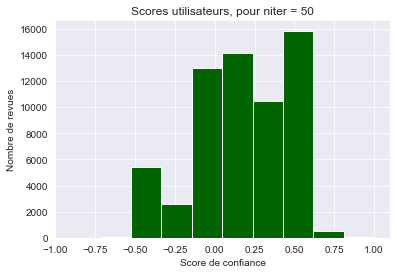 Scores utilisateurs, pour niter = 50
Nombre de revues
16000
14000
12000
10000
8000
6000
4000
2000
0
−1.00 −0.75 −0.50 −0.25 0.00 0.25 0.50 0.75 1.00
Score de confiance